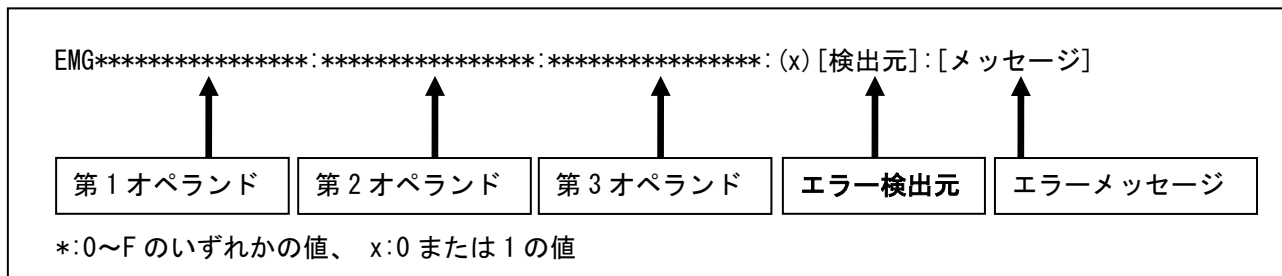 EMG****************:****************:****************:(x)[検出元]:[メッセージ]
第1オペランド 第2オペランド 第3オペランド エラー検出元 エラーメッセージ
*:0～F のいずれかの値、 x:0 または 1 の値